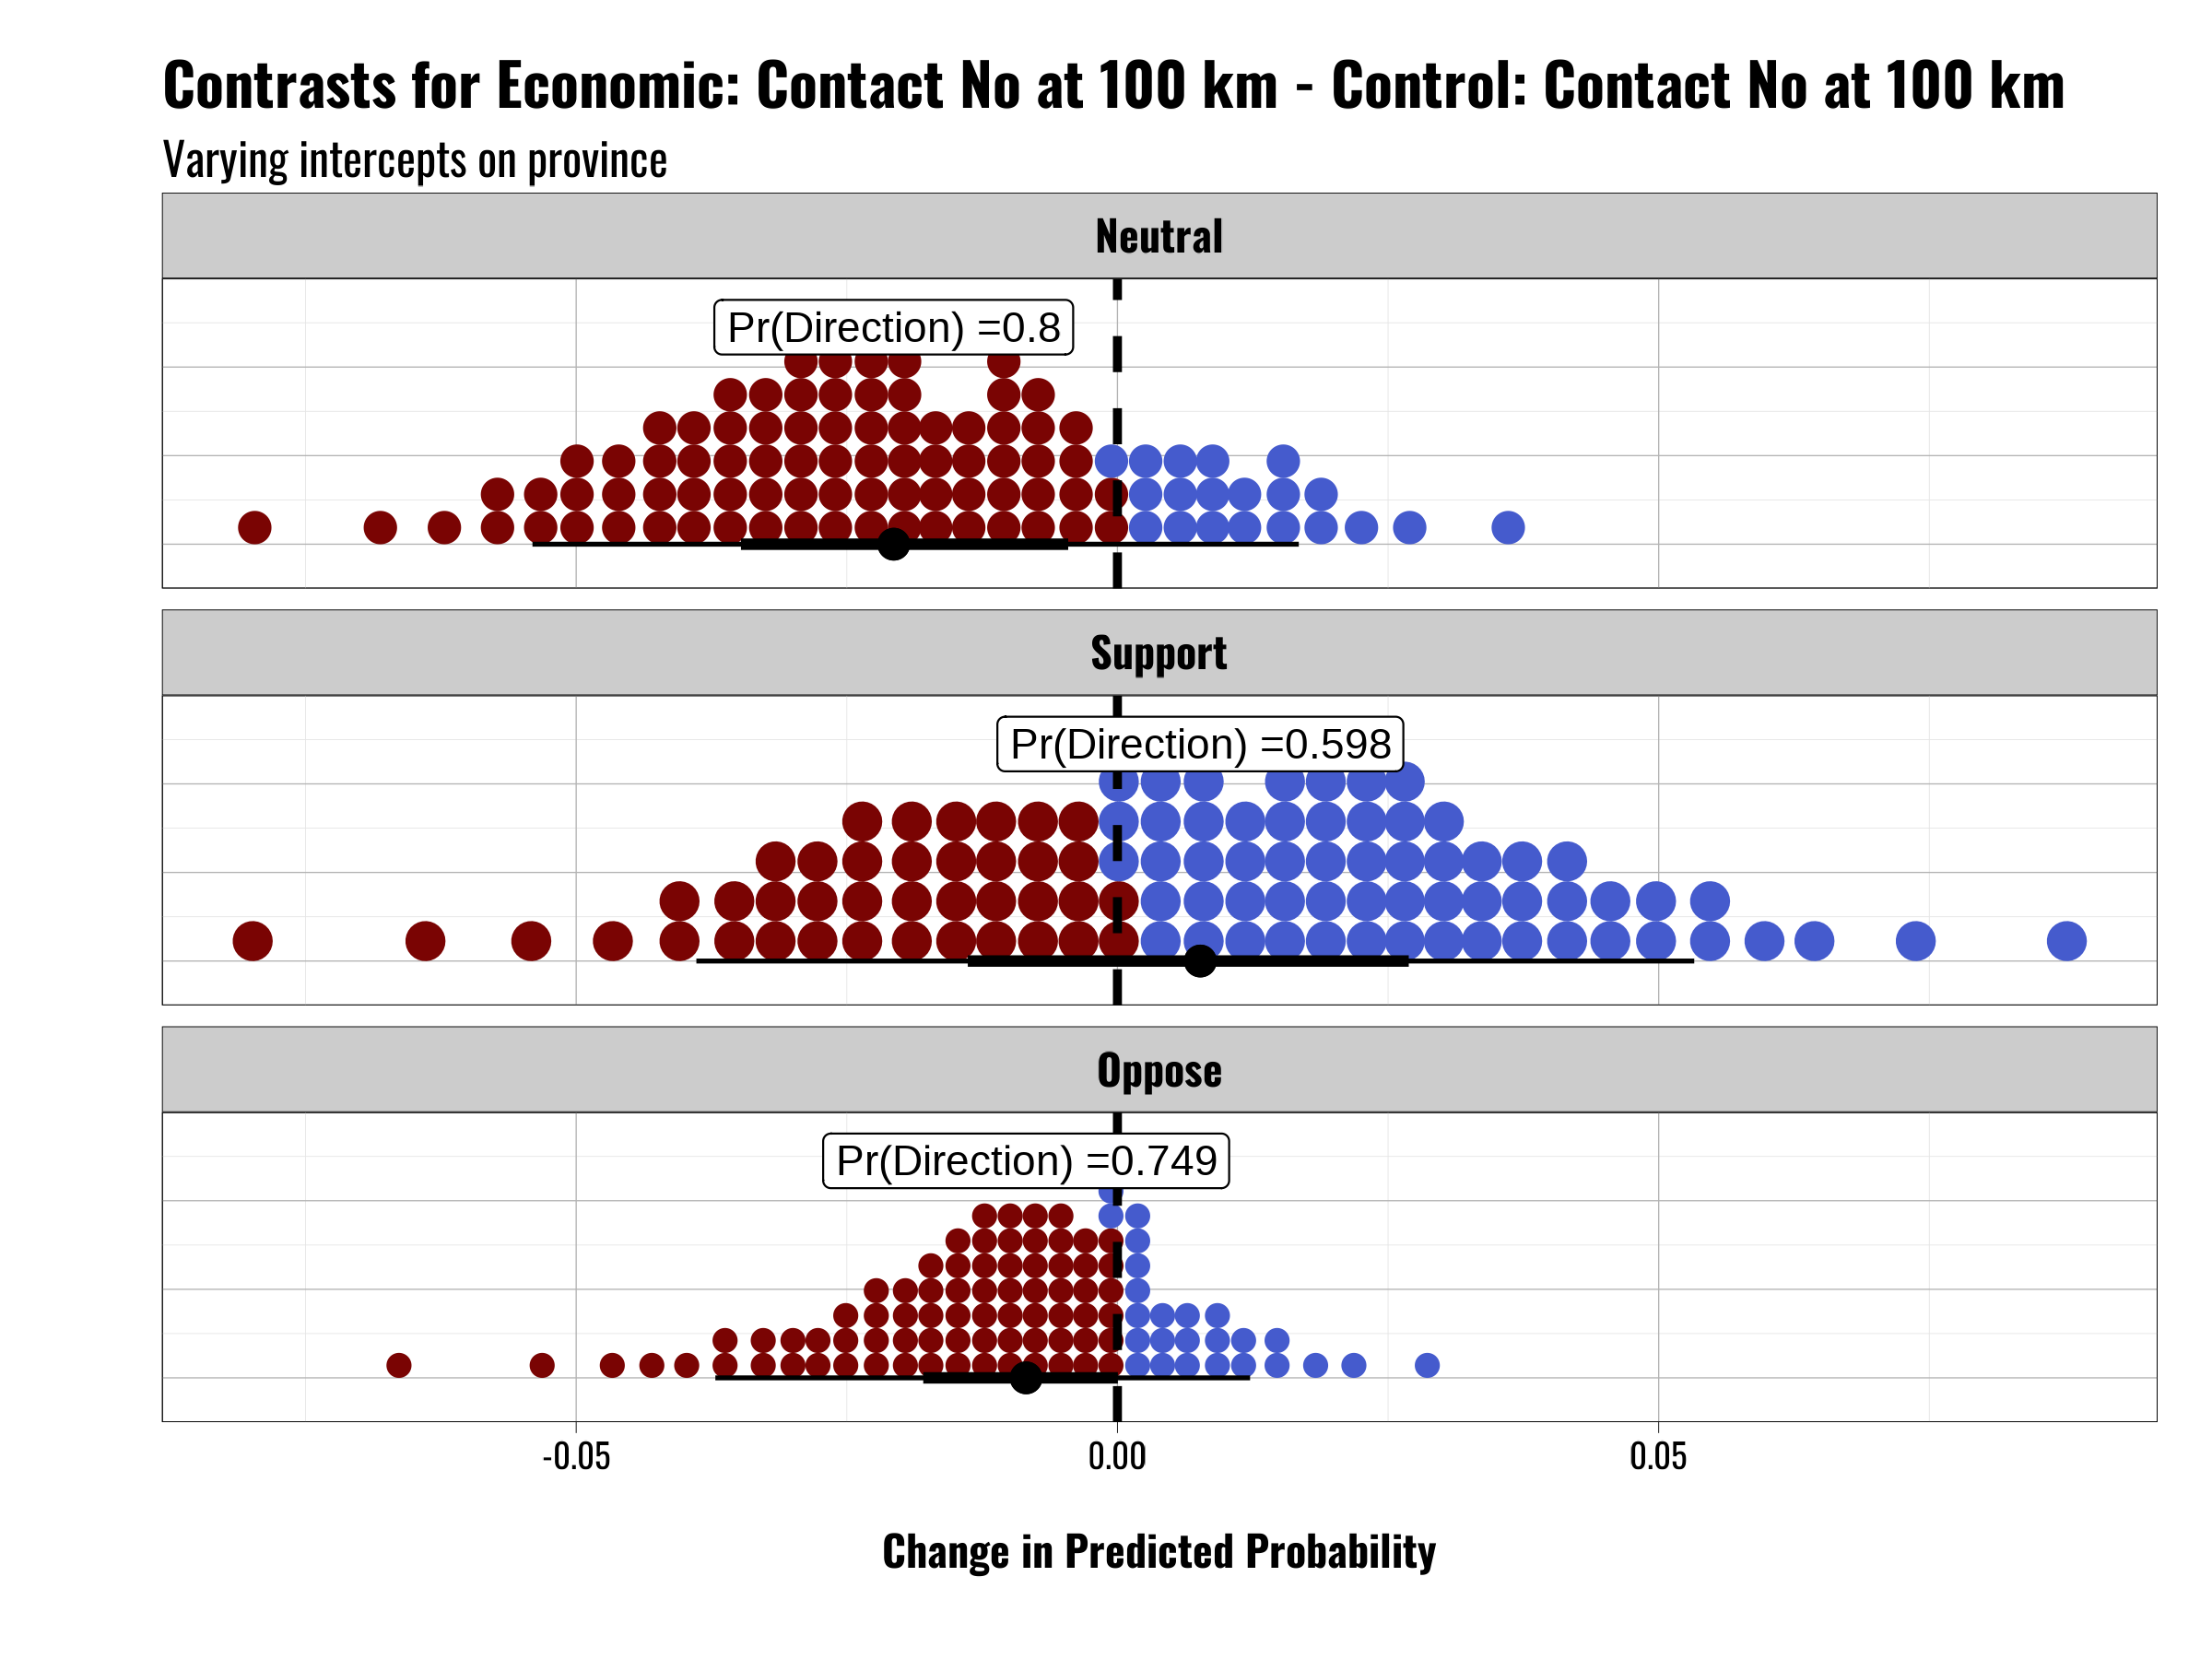 Contrasts for Economic: Contact No at 100 km - Control: Contact No at 100 km
Varying intercepts on province
Neutral
Pr(Direction) =0.8
Support
Pr(Direction) =0.598
Oppose
Pr(Direction) =0.749
-0.05 0.00 0.05
Change in Predicted Probability